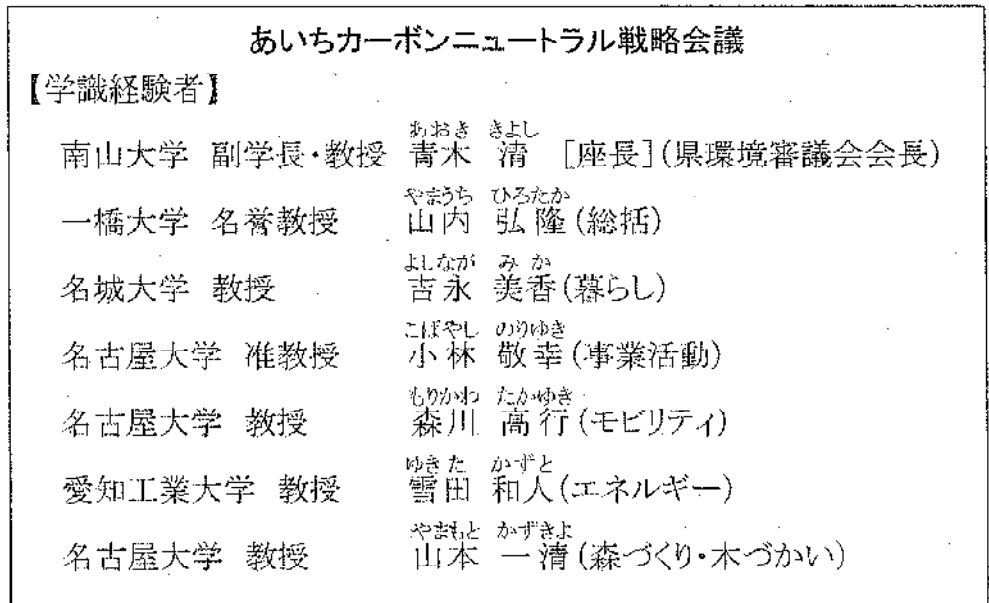 あいちカーボンニュートラル戦略会議
【学識経験者】
あおき きよし
南山大学 副学長・教授 青木 清 [座長](県環境審議会会長)
やまうち ひろたか
一橋大学 名誉教授 山内 弘隆(総括)
よしなが みか
名城大学 教授 吉永 美香(暮らし)
こばやし のりゆき
名古屋大学 准教授 小林 敬幸(事業活動)
もりかわ たかゆき
名古屋大学 教授 森川 高行(モビリティ)
ゆきた かずと
愛知工業大学 教授 雪田 和人(エネルギー)
やまもと かずきよ
名古屋大学 教授 山本 一清(森づくり・木づかい)